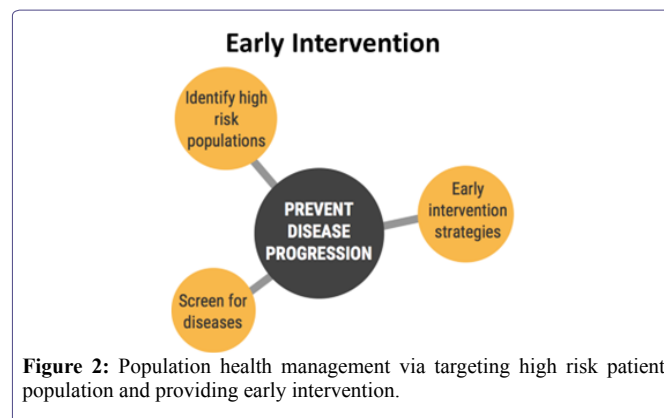 Early Intervention
Identify high
risk
populations
PREVENT
DISEASE
PROGRESSION
Early
intervention
strategies
Screen for
diseases
Figure 2: Population health management via targeting high risk patient
population and providing early intervention.